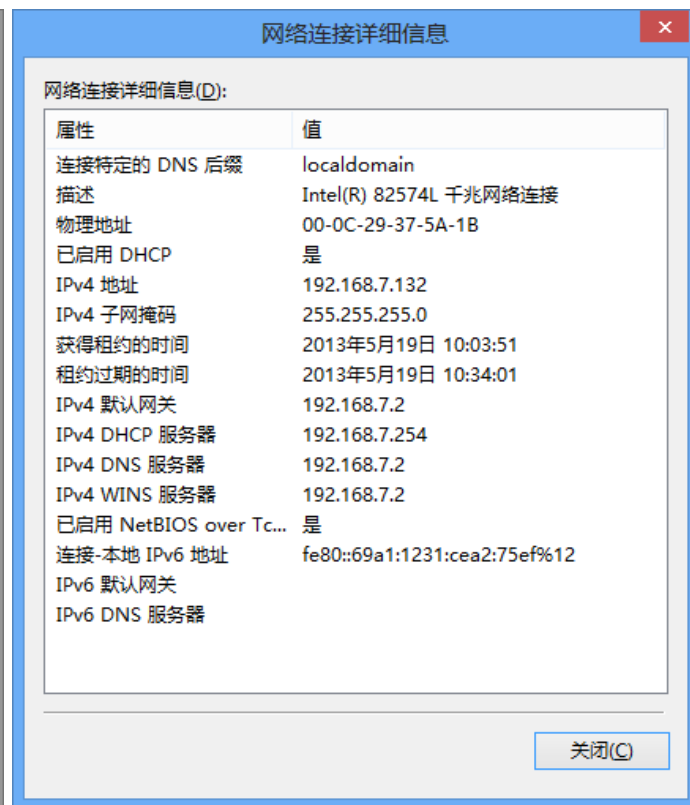 网络连接详细信息
网络连接详细信息(D):
属性 值
连接特定的 DNS 后缀 localdomain
描述 Intel(R) 82574L 千兆网络连接
物理地址 00-0C-29-37-5A-1B
已启用 DHCP 是
IPv4 地址 192.168.7.132
IPv4 子网掩码 255.255.255.0
获得租约的时间 2013年5月19日 10:03:51
租约过期的时间 2013年5月19日 10:34:01
IPv4 默认网关 192.168.7.2
IPv4 DHCP 服务器 192.168.7.254
IPv4 DNS 服务器 192.168.7.2
IPv4 WINS 服务器 192.168.7.2
已启用 NetBIOS over Tc... 是
连接-本地 IPv6 地址 fe80::69a1:1231:cea2:75ef%12
IPv6 默认网关
IPv6 DNS 服务器
关闭(C)